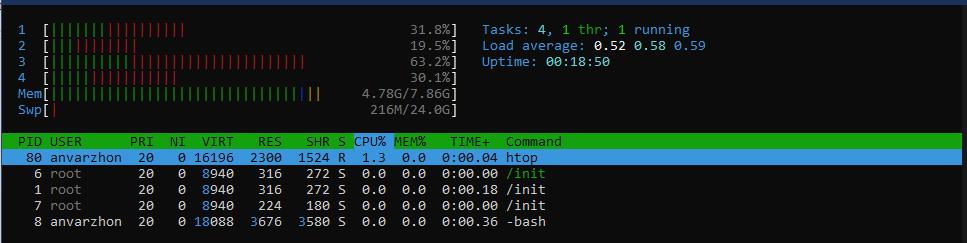 1 [|||||||||||||||||| 31.8%] Tasks: 4, 1 thr; 1 running
2 [||||||||||| 19.5%] Load average: 0.52 0.58 0.59
3 [|||||||||||||||||||||||||||||||| 63.2%] Uptime: 00:18:50
4 [|||||||||||||||| 30.1%]
Mem[|||||||||||||||||||||||||||||||||| 4.78G/7.86G]
Swp[| 216M/24.0G]
PID USER PRI NI VIRT RES SHR S CPU% MEM% TIME+ Command
80 anvarzhon 20 0 16196 2300 1524 R 1.3 0.0 0:00.04 htop
6 root 20 0 8940 316 272 S 0.0 0.0 0:00.00 /init
1 root 20 0 8940 316 272 S 0.0 0.0 0:00.18 /init
7 root 20 0 8940 224 180 S 0.0 0.0 0:00.00 /init
8 anvarzhon 20 0 18088 3676 3580 S 0.0 0.0 0:00.36 -bash